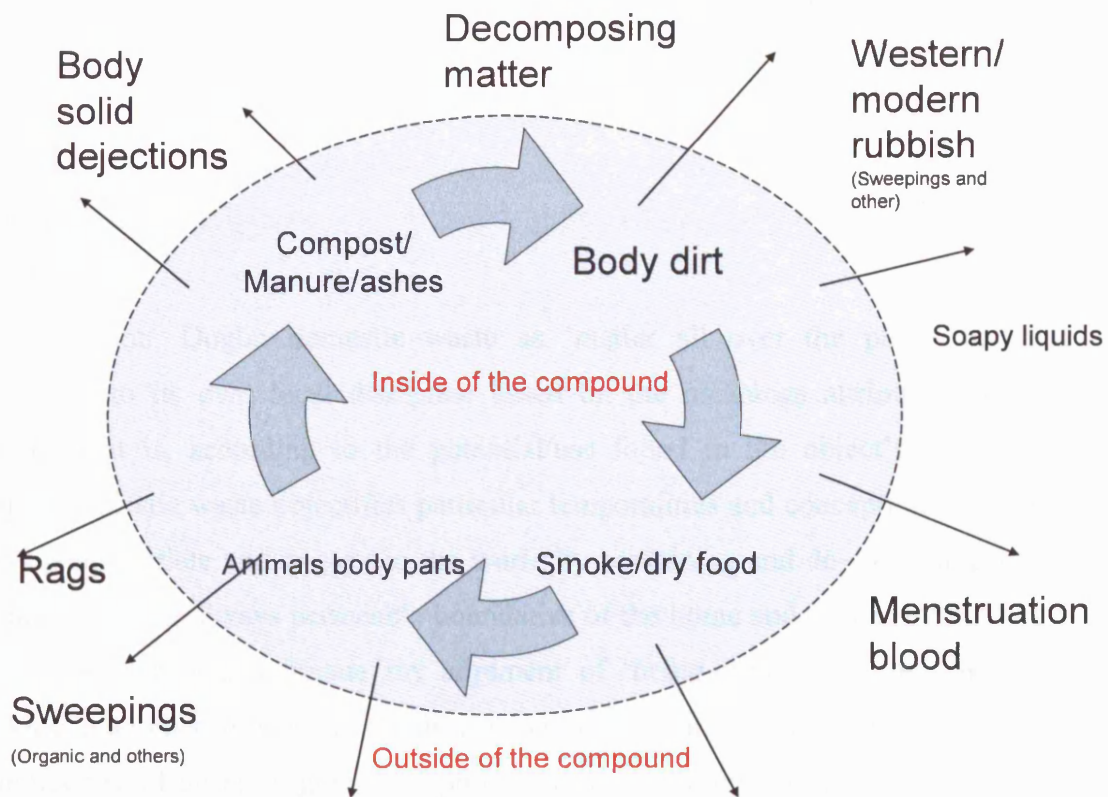 Decomposing
matter
Western/
modern
rubbish
(Sweepings and
other)
Body
solid
dejections
Compost/
Manure/ashes
Body dirt
Soapy liquids
Inside of the compound
Rags
Animals body parts
Smoke/dry food
Menstruation
blood
Sweepings
(Organic and others)
Outside of the compound